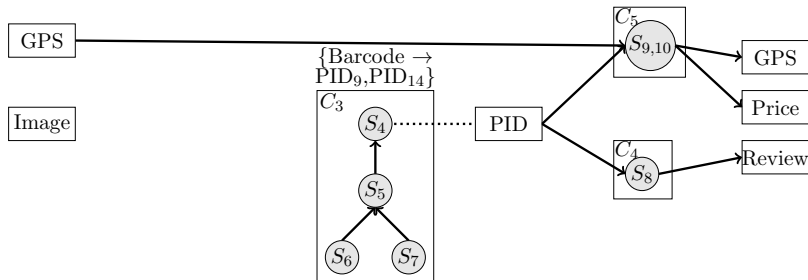 GPS
Image
{Barcode →
PID₉,PID₁₄}
C₃
S₄
S₅
S₆
S₇
PID
C₅
S₉,₁₀
C₄
S₈
GPS
Price
Review